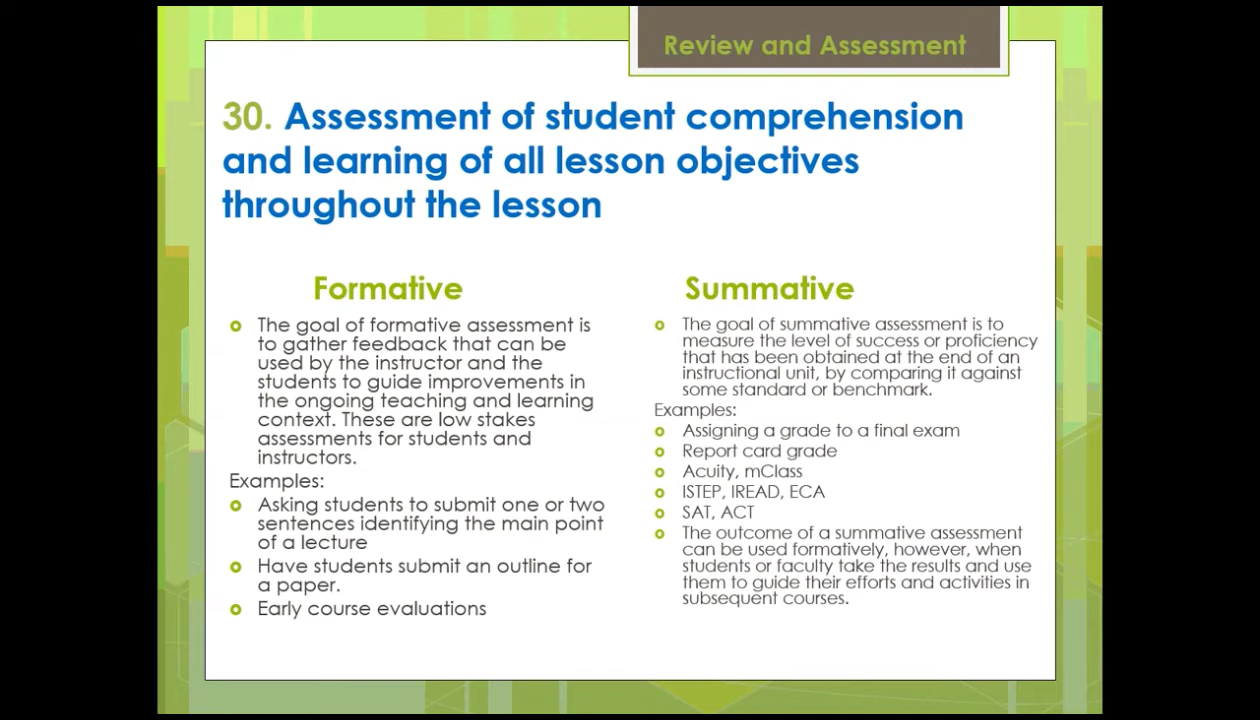 Review and Assessment
30. Assessment of student comprehension
and learning of all lesson objectives
throughout the lesson
Formative
The goal of formative assessment is
to gather feedback that can be
used by the instructor and the
students to guide improvements in
the ongoing teaching and learning
context. These are low stakes
assessments for students and
instructors.
Examples:
Asking students to submit one or two
sentences identifying the main point
of a lecture
Have students submit an outline for
a paper.
Early course evaluations
Summative
The goal of summative assessment is to
measure the level of success or proficiency
that has been obtained at the end of an
instructional unit, by comparing it against
some standard or benchmark.
Examples:
Assigning a grade to a final exam
Report card grade
Acuity, mClass
ISTEP, IREAD, ECA
SAT, ACT
The outcome of a summative assessment
can be used formatively, however, when
students or faculty take the results and use
them to guide their efforts and activities in
subsequent courses.